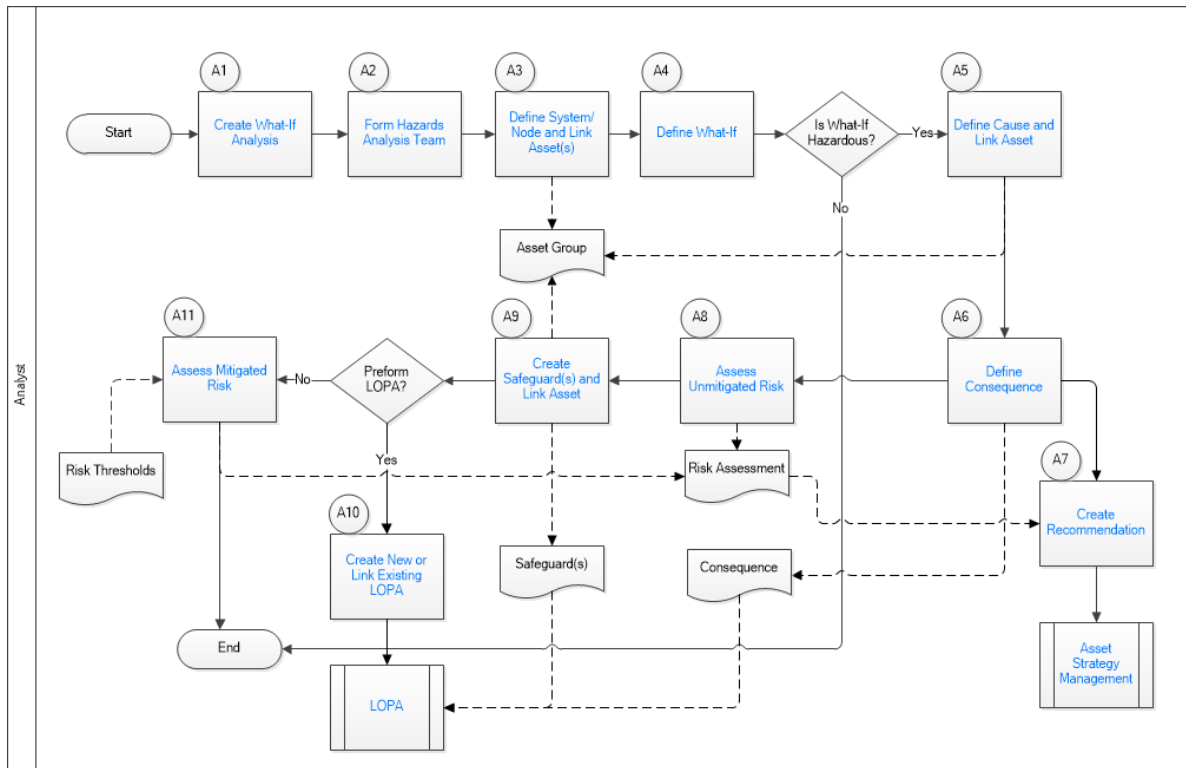 Analyst
A1
Create What-If
Analysis
A2
Form Hazards
Analysis Team
A3
Define System/
Node and Link
Asset(s)
A4
Define What-If
A5
Define Cause and
Link Asset
Start
Is What-If
Hazardous?
Yes
No
Asset Group
A11
Assess Mitigated
Risk
No
Preform
LOPA?
Yes
A9
Create
Safeguard(s) and
Link Asset
A8
Assess
Unmitigated Risk
A6
Define
Consequence
Risk Thresholds
Risk Assessment
A7
Create
Recommendation
A10
Create New or
Link Existing
LOPA
Safeguard(s)
Consequence
End
LOPA
Asset
Strategy
Management